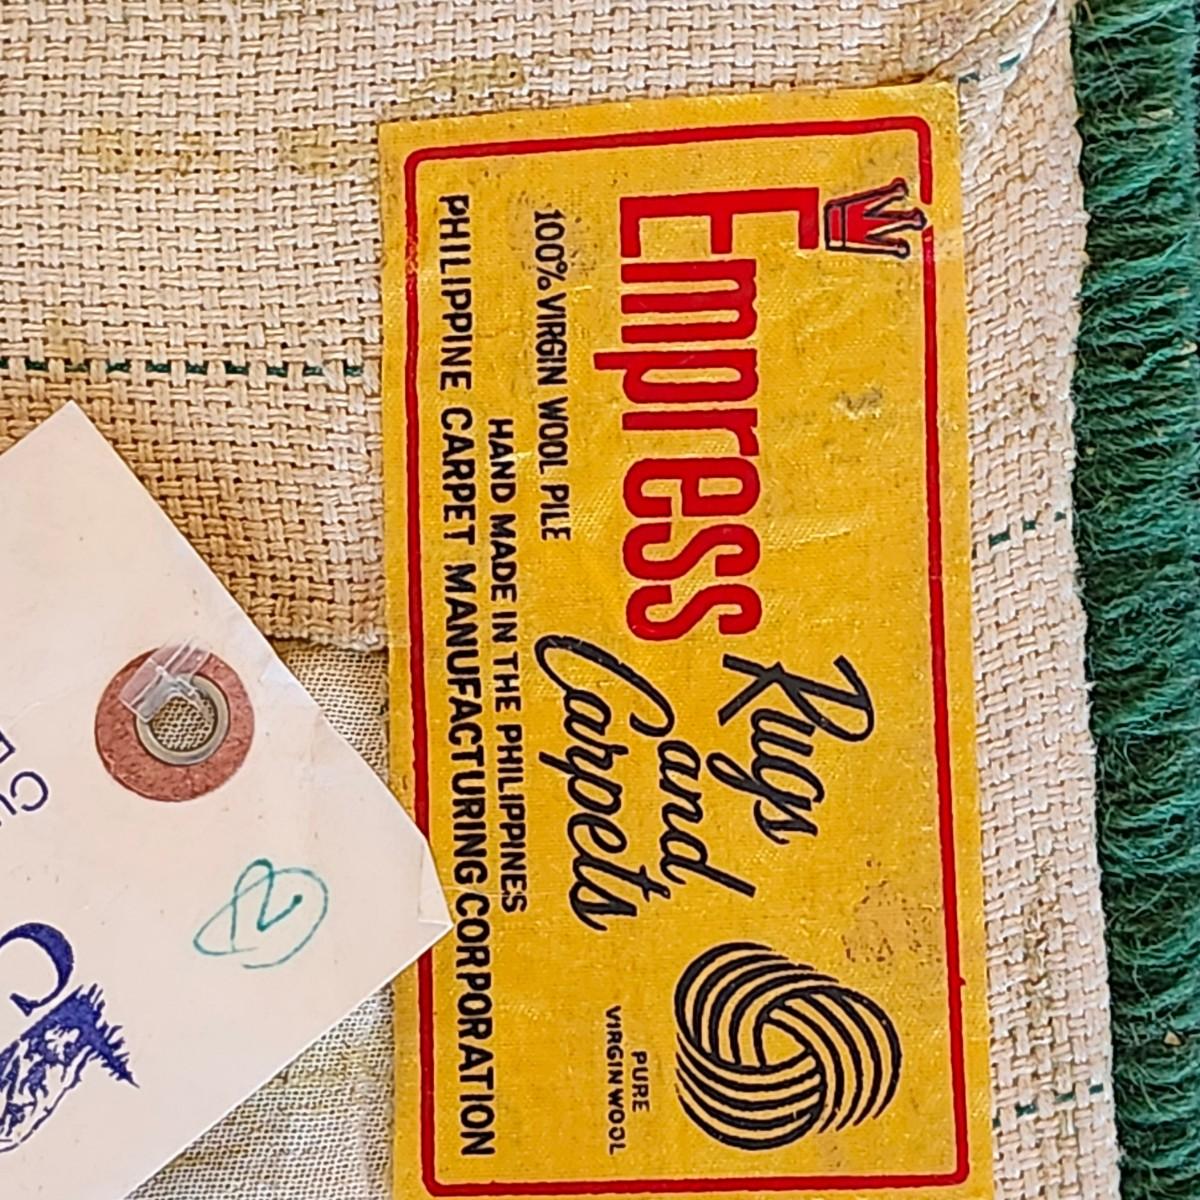 Empress
Rugs
and
Carpets
100% VIRGIN WOOL PILE
HAND MADE IN THE PHILIPPINES
PHILIPPINE CARPET MANUFACTURING CORPORATION
PURE
VIRGIN WOOL